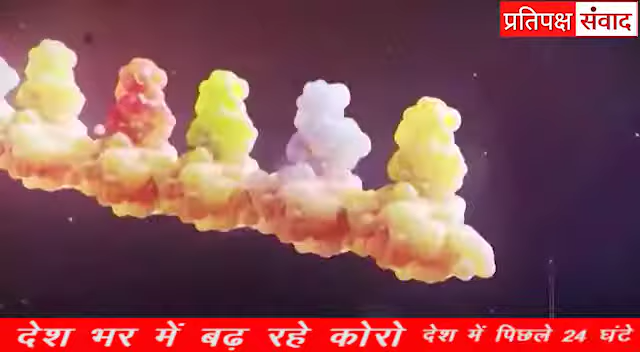 प्रतिपक्ष संवाद
देश भर में बढ़ रहे कोरो देश में पिछले 24 घंटे